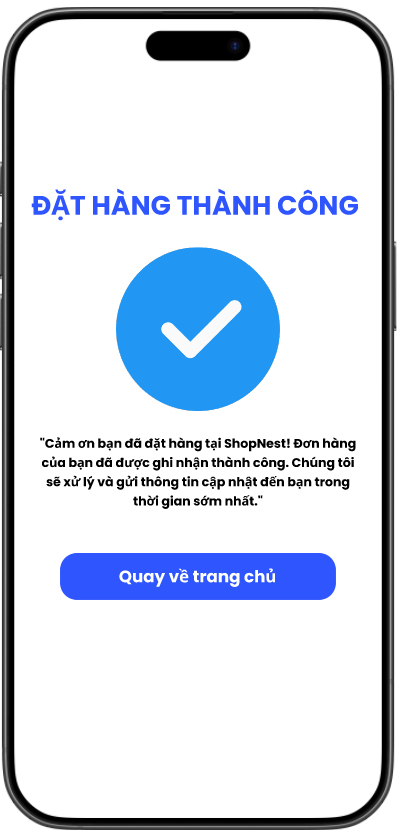 ĐẶT HÀNG THÀNH CÔNG
"Cảm ơn bạn đã đặt hàng tại ShopNest! Đơn hàng
của bạn đã được ghi nhận thành công. Chúng tôi
sẽ xử lý và gửi thông tin cập nhật đến bạn trong
thời gian sớm nhất."
Quay về trang chủ